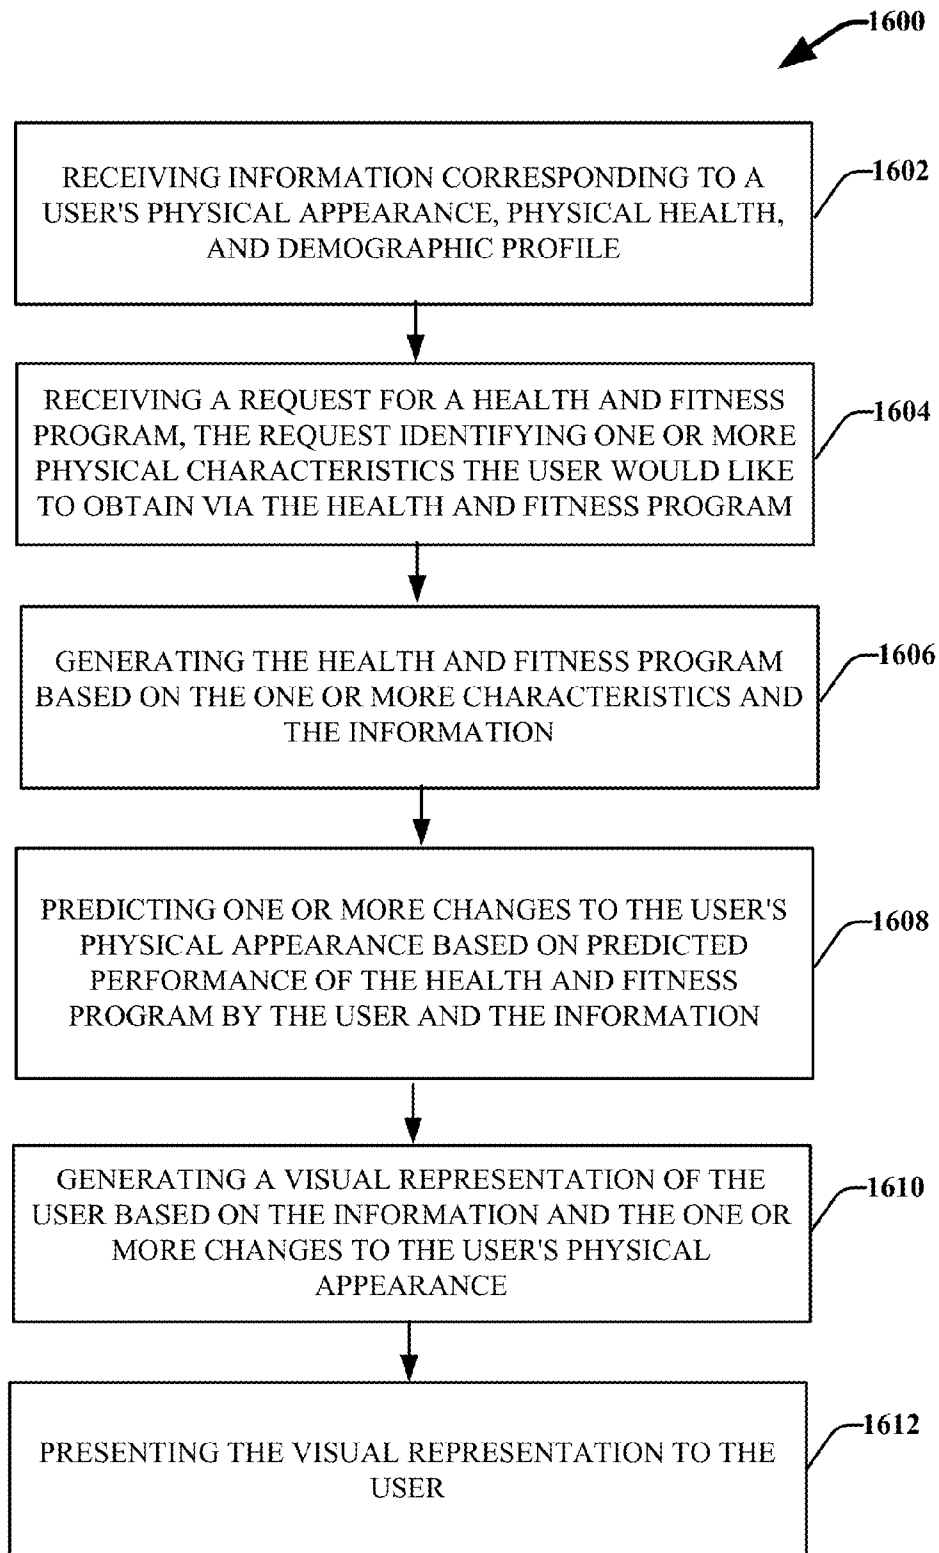 1600
RECEIVING INFORMATION CORRESPONDING TO A
USER'S PHYSICAL APPEARANCE, PHYSICAL HEALTH,
AND DEMOGRAPHIC PROFILE
1602
RECEIVING A REQUEST FOR A HEALTH AND FITNESS
PROGRAM, THE REQUEST IDENTIFYING ONE OR MORE
PHYSICAL CHARACTERISTICS THE USER WOULD LIKE
TO OBTAIN VIA THE HEALTH AND FITNESS PROGRAM
1604
GENERATING THE HEALTH AND FITNESS PROGRAM
BASED ON THE ONE OR MORE CHARACTERISTICS AND
THE INFORMATION
1606
PREDICTING ONE OR MORE CHANGES TO THE USER'S
PHYSICAL APPEARANCE BASED ON PREDICTED
PERFORMANCE OF THE HEALTH AND FITNESS
PROGRAM BY THE USER AND THE INFORMATION
1608
GENERATING A VISUAL REPRESENTATION OF THE
USER BASED ON THE INFORMATION AND THE ONE OR
MORE CHANGES TO THE USER'S PHYSICAL
APPEARANCE
1610
PRESENTING THE VISUAL REPRESENTATION TO THE
USER
1612